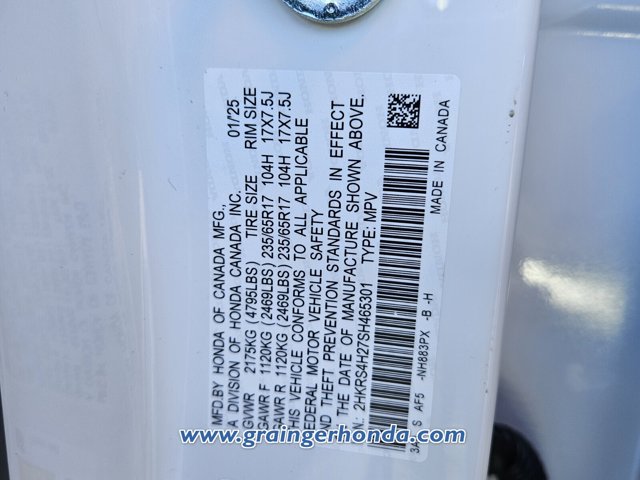 MFD.BY HONDA OF CANADA MFG., 01/25
A DIVISION OF HONDA CANADA INC.
GVWR 2175KG (4795LBS) TIRE SIZE RIM SIZE
GAWR F 1120KG (2469LBS) 235/65R17 104H 17X7.5J
GAWR R 1120KG (2469LBS) 235/65R17 104H 17X7.5J
THIS VEHICLE CONFORMS TO ALL APPLICABLE
FEDERAL MOTOR VEHICLE SAFETY
AND THEFT PREVENTION STANDARDS IN EFFECT
ON DATE OF MANUFACTURE SHOWN ABOVE.
2HKRS4H27SH465301 TYPE: MPV
S AF5 -NH883PX -B -H MADE IN CANADA
www.graingerhonda.com